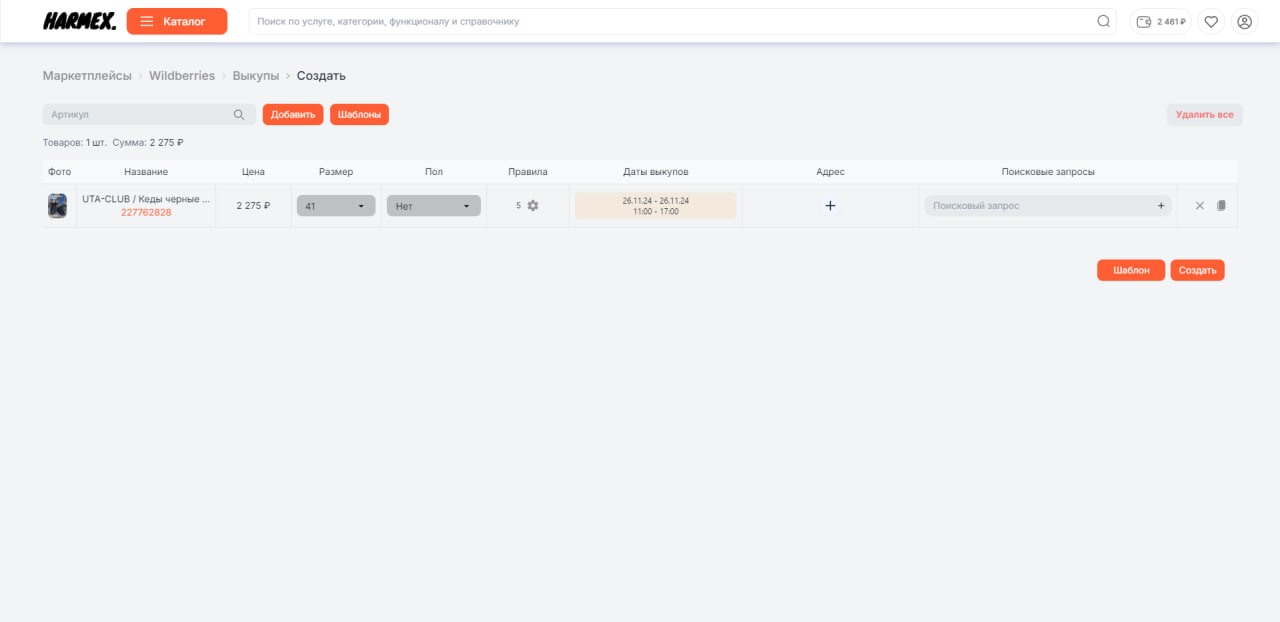 HARMEX.
Каталог
Поиск по услуге, категории, функционалу и справочнику
2 461 ₽
Маркетплейсы › Wildberries › Выкупы › Создать
Артикул
Добавить
Шаблоны
Удалить все
Товаров: 1 шт. Сумма: 2 275 ₽
Фото Название Цена Размер Пол Правила Даты выкупов Адрес Поисковые запросы
UTA-CLUB / Кеды черные ...
227762828
2 275 ₽
41
Нет
5
26.11.24 - 26.11.24
11:00 - 17:00
+
Поисковый запрос +
Шаблон
Создать